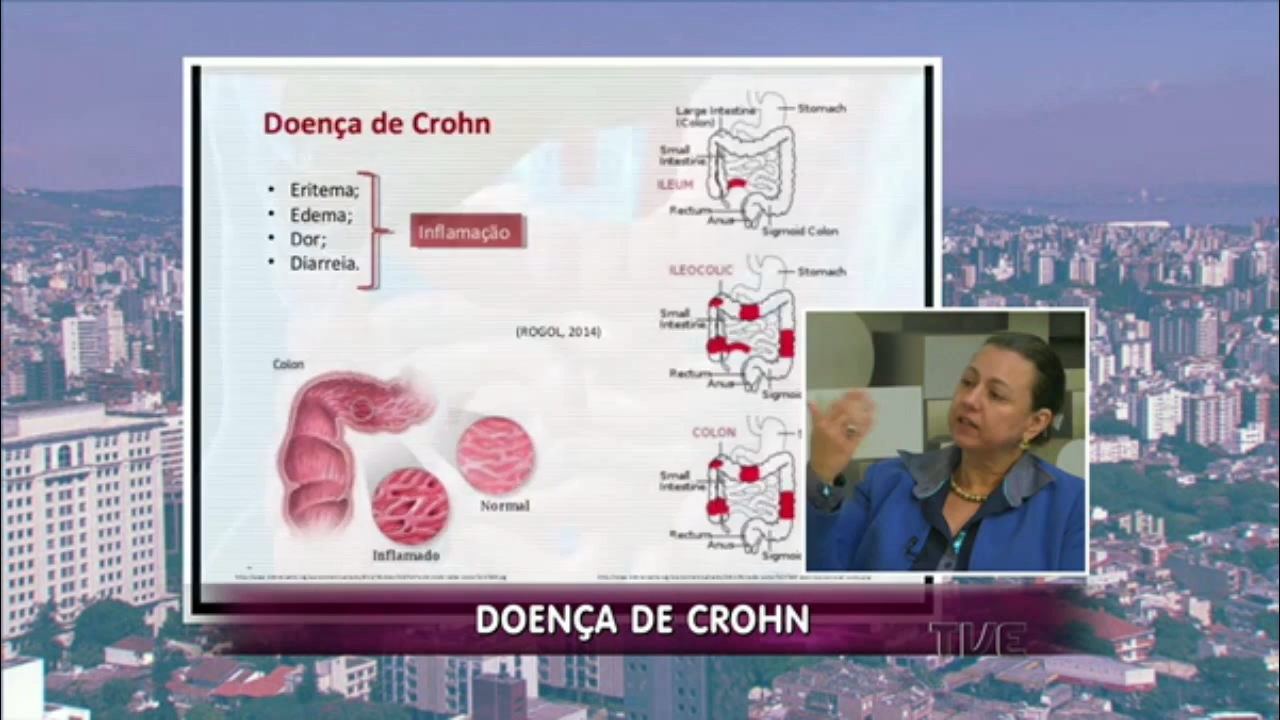 Doença de Crohn
• Eritema;
• Edema;
• Dor;
• Diarreia.
Inflamação
(ROGOL, 2014)
Colon
Normal
Inflamado
Large Intestine
(Colon)
Stomach
Small
Intestine
ILEUM
Rectum
Anus
Sigmoid Colon
ILEOCOLIC
Stomach
Small
Intestine
Rectum
Anus
Sigmoi
COLON
Small
Intestine
Rectum
Anus
Sigmoid
DOENÇA DE CROHN
TVE